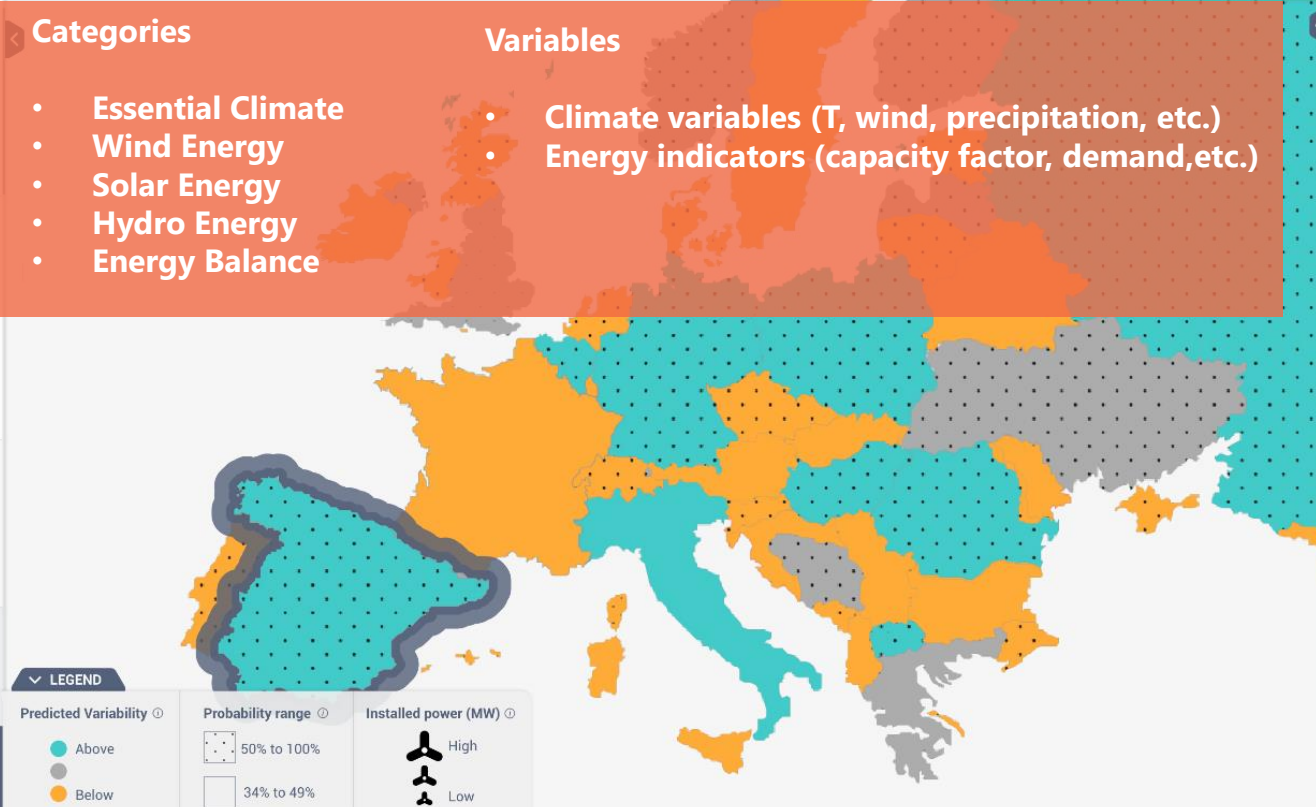 Categories
• Essential Climate
• Wind Energy
• Solar Energy
• Hydro Energy
• Energy Balance
Variables
• Climate variables (T, wind, precipitation, etc.)
• Energy indicators (capacity factor, demand,etc.)
LEGEND
Predicted Variability
Above
Below
Probability range
50% to 100%
34% to 49%
Installed power (MW)
High
Low